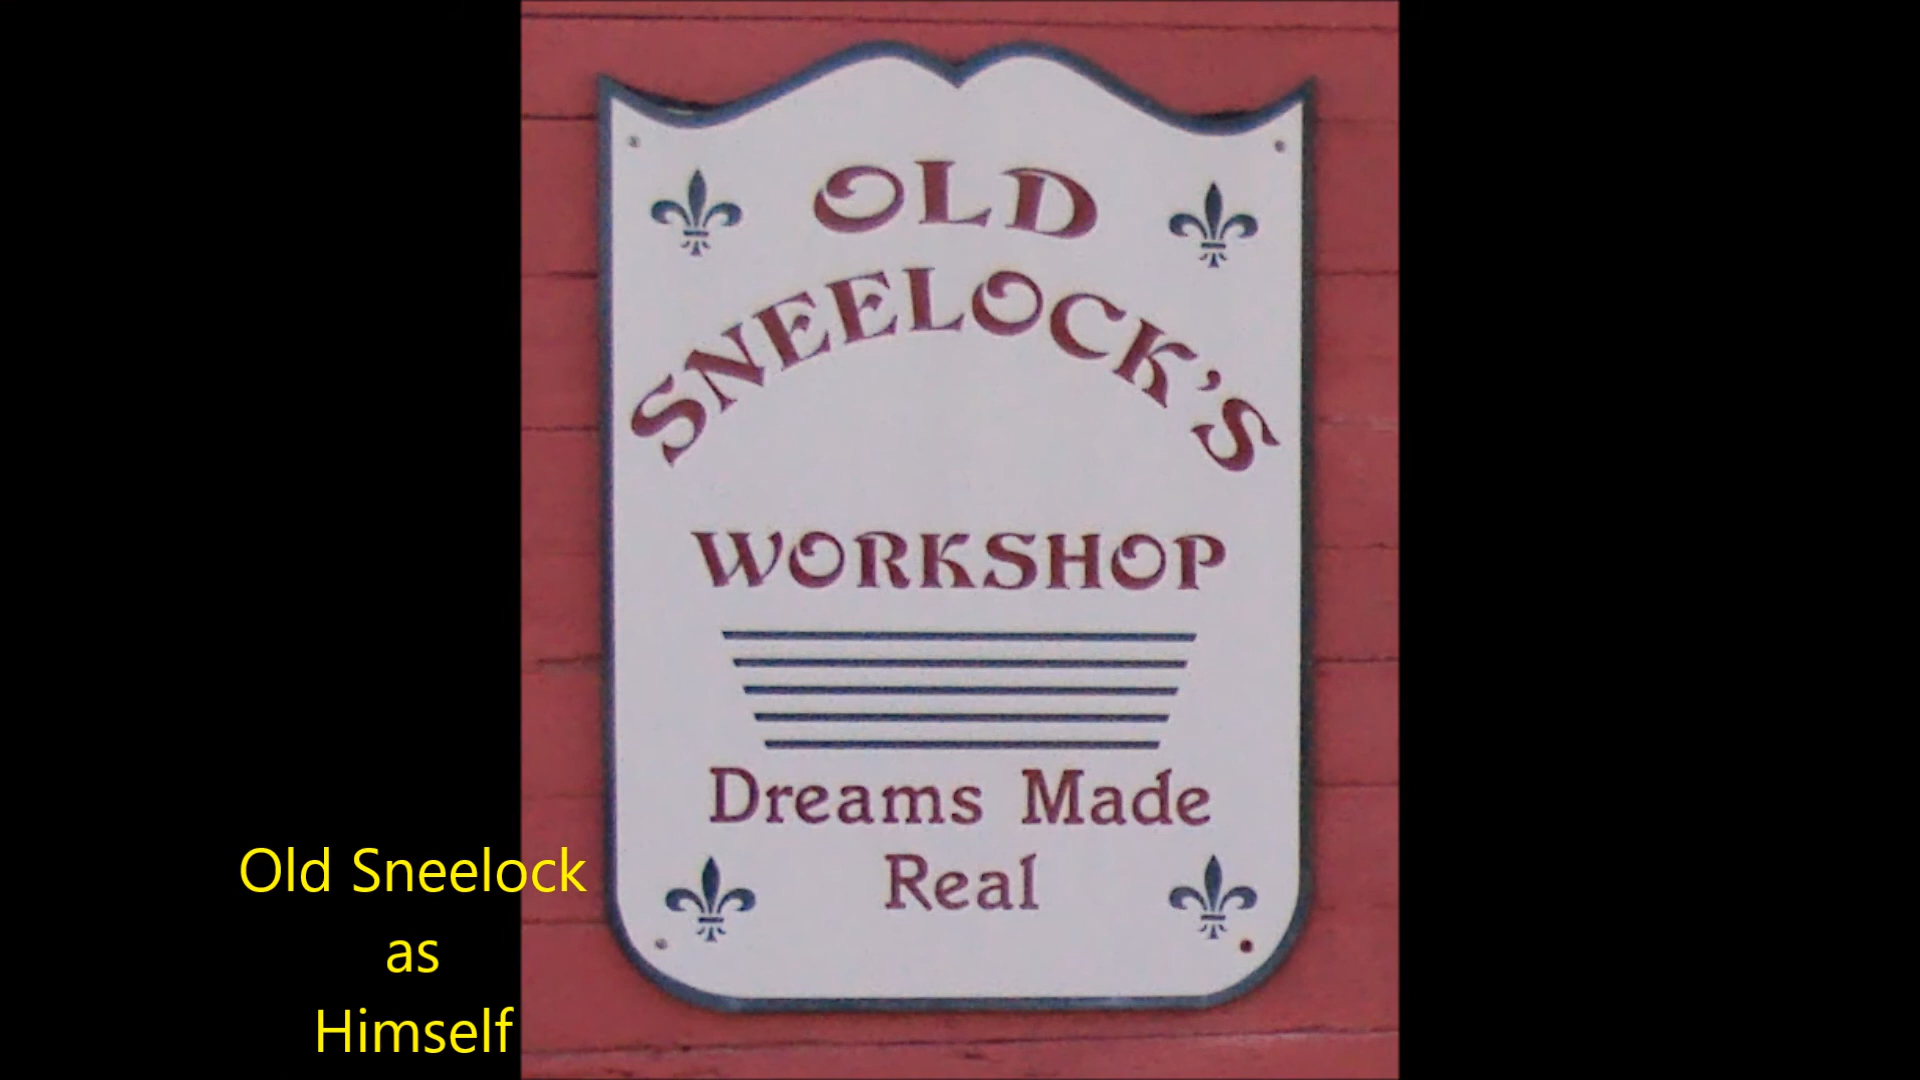 OLD
SNEELOCK'S
WORKSHOP
Dreams Made
Real
Old Sneelock
as
Himself